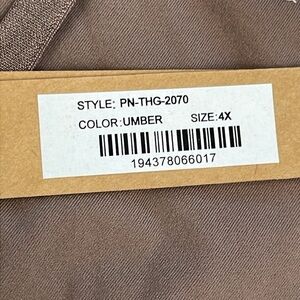 STYLE: PN-THG-2070
COLOR:UMBER SIZE:4X
194378066017